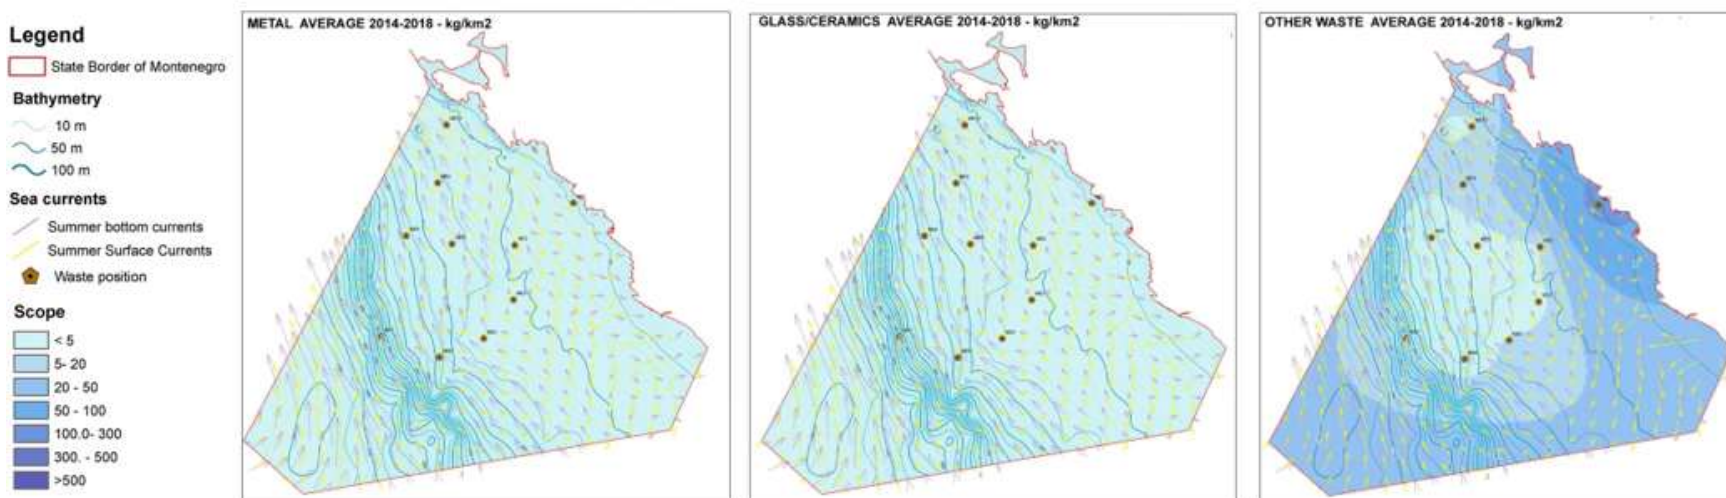 Legend
State Border of Montenegro
Bathymetry
10 m
50 m
100 m
Sea currents
Summer bottom currents
Summer Surface Currents
Waste position
Scope
< 5
5- 20
20 - 50
50 - 100
100.0- 300
300. - 500
>500
METAL AVERAGE 2014-2018 - kg/km2
GLASS/CERAMICS AVERAGE 2014-2018 - kg/km2
OTHER WASTE AVERAGE 2014-2018 - kg/km2